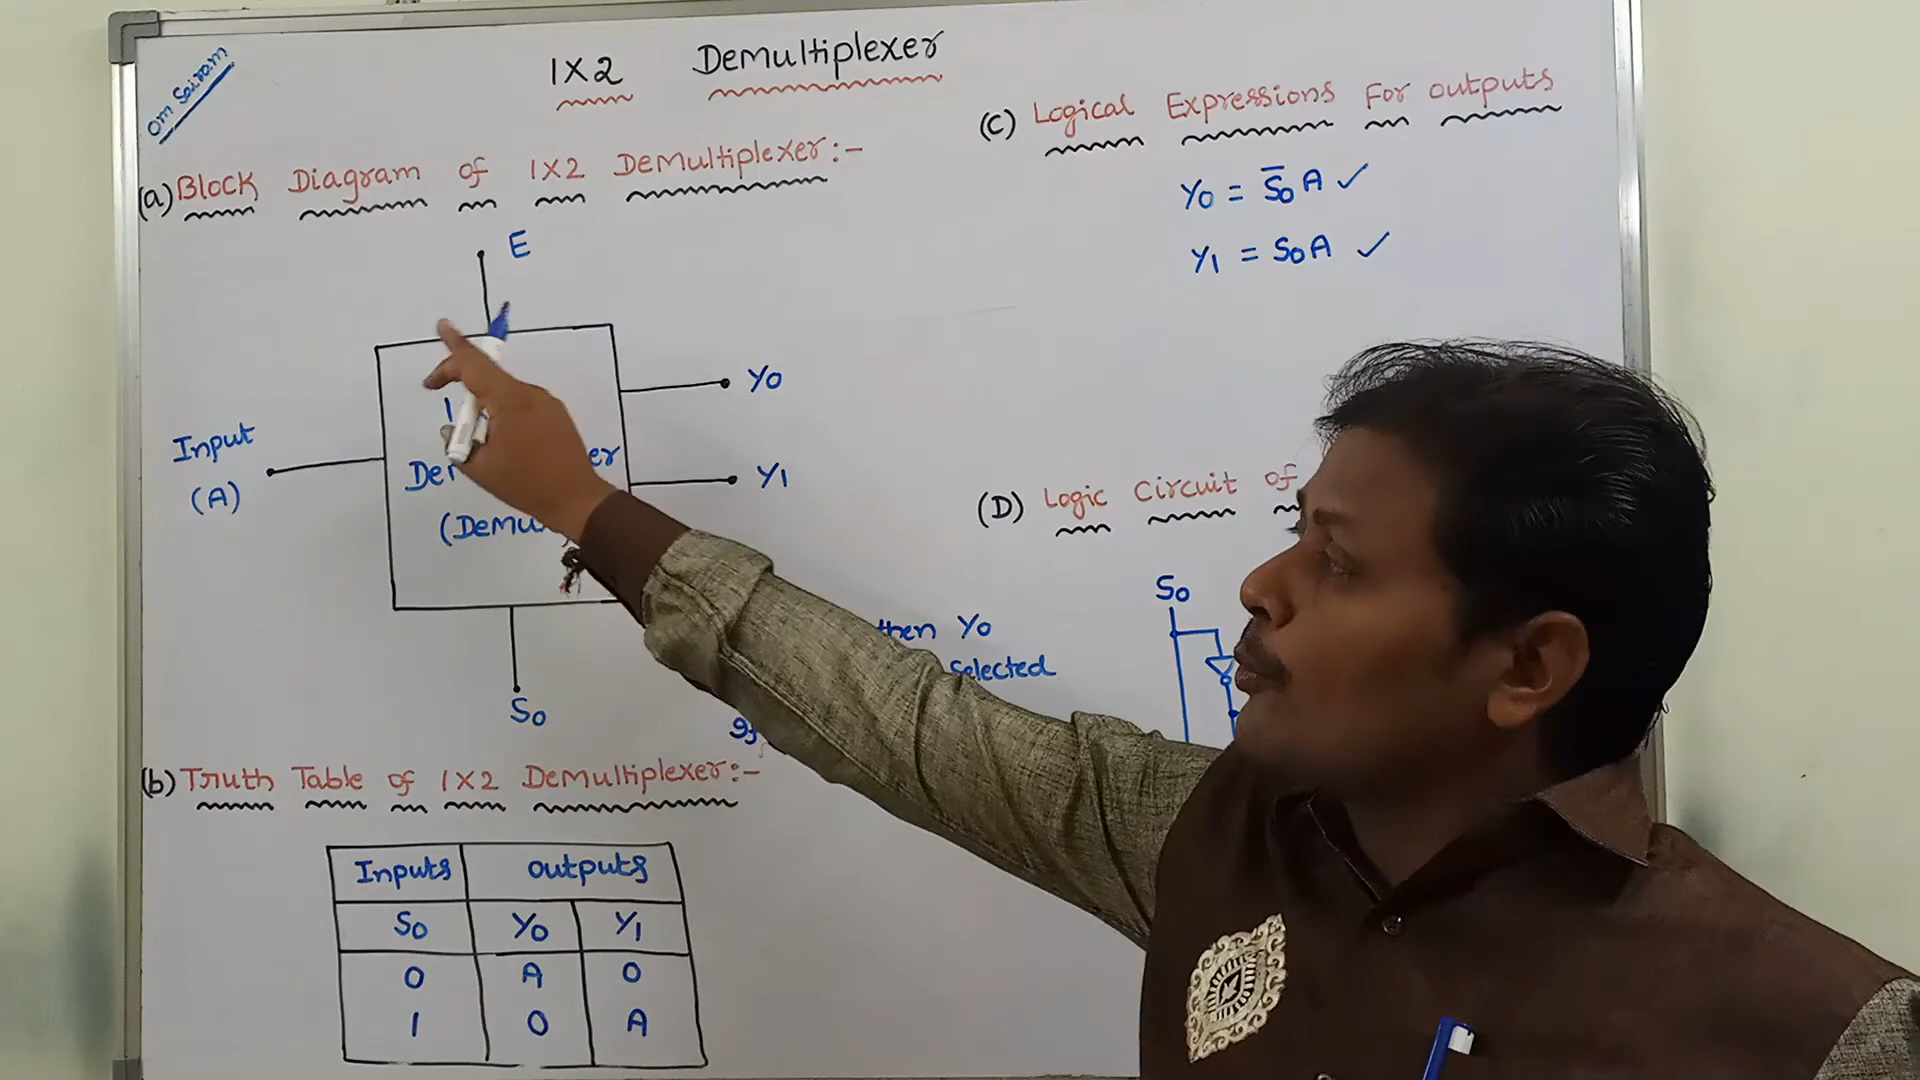 Om Sairam
1X2 Demultiplexer
(a) Block Diagram of 1X2 Demultiplexer:-
E
Input
(A)
Y0
Y1
(Demu
S0
then Y0
selected
(b) Truth Table of 1X2 Demultiplexer:-
Inputs outputs
S0 Y0 Y1
0 A 0
1 0 A
(C) Logical Expressions For outputs
Y0 = S̅0 A ✓
Y1 = S0 A ✓
(D) Logic Circuit of
S0